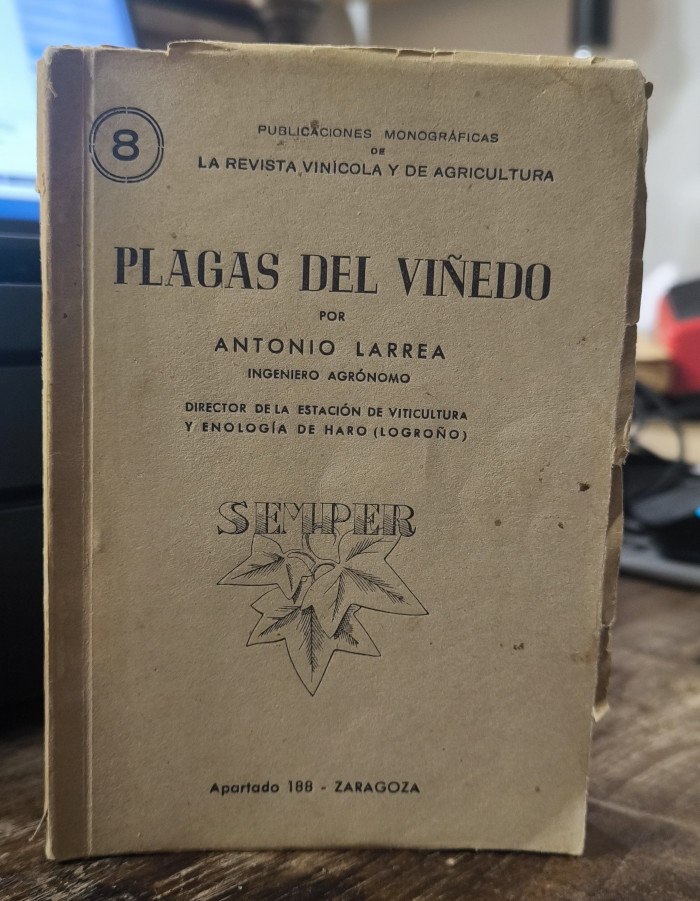 8
PUBLICACIONES MONOGRÁFICAS
DE
LA REVISTA VINÍCOLA Y DE AGRICULTURA
PLAGAS DEL VIÑEDO
POR
ANTONIO LARREA
INGENIERO AGRÓNOMO
DIRECTOR DE LA ESTACIÓN DE VITICULTURA
Y ENOLOGÍA DE HARO (LOGROÑO)
SEMPER
Apartado 188 - ZARAGOZA